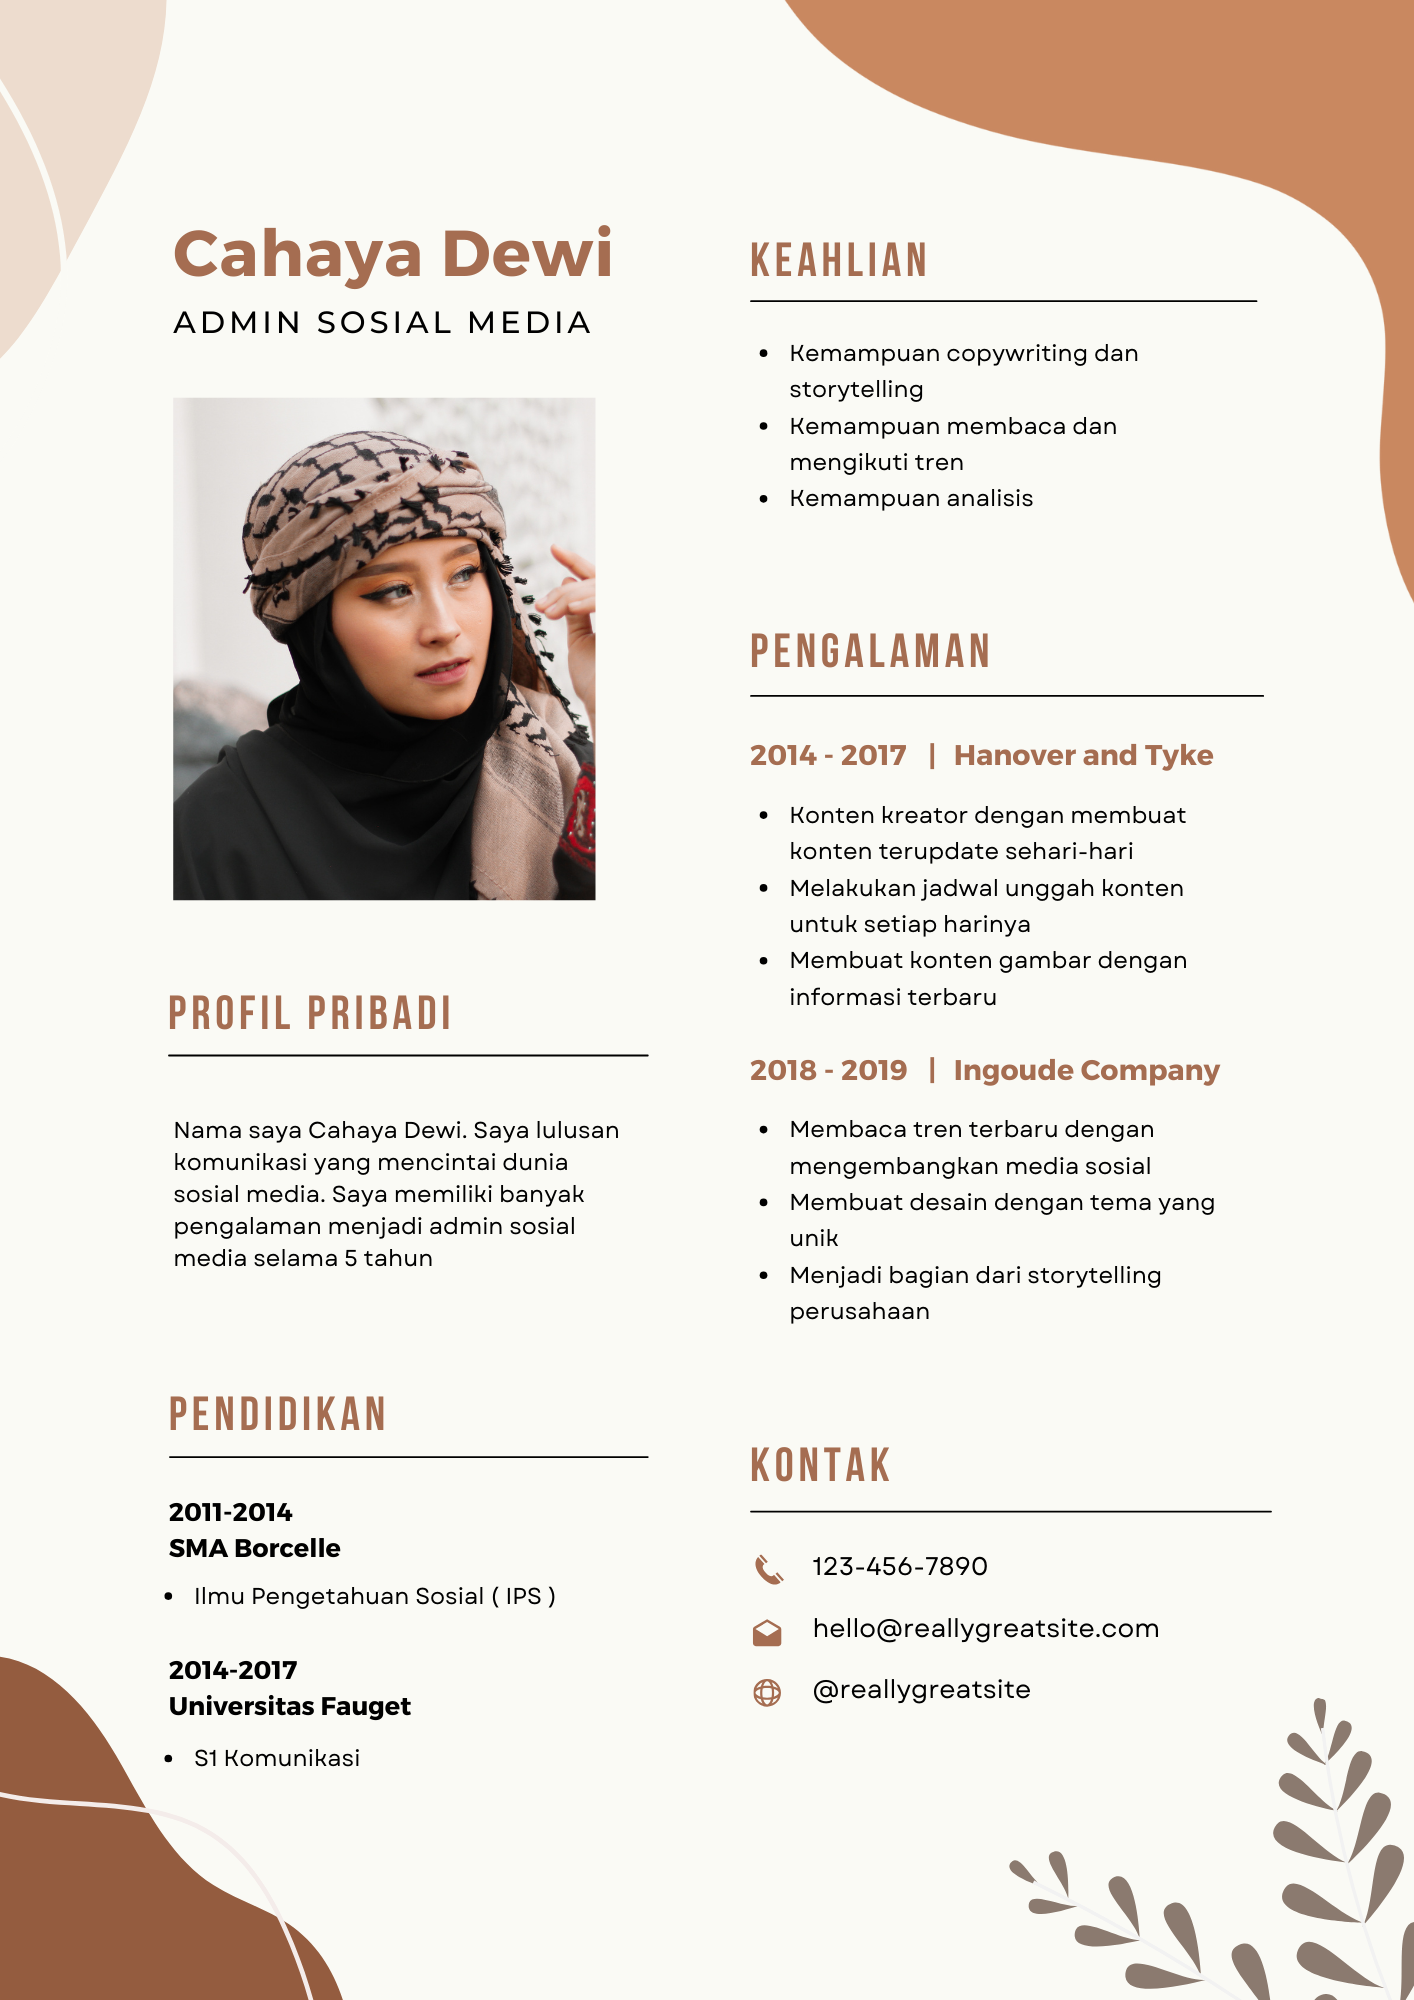 Cahaya Dewi
ADMIN SOSIAL MEDIA
PROFIL PRIBADI
Nama saya Cahaya Dewi. Saya lulusan
komunikasi yang mencintai dunia
sosial media. Saya memiliki banyak
pengalaman menjadi admin sosial
media selama 5 tahun
PENDIDIKAN
2011-2014
SMA Borcelle
• Ilmu Pengetahuan Sosial ( IPS )
2014-2017
Universitas Fauget
• S1 Komunikasi
KEAHLIAN
• Kemampuan copywriting dan
storytelling
• Kemampuan membaca dan
mengikuti tren
• Kemampuan analisis
PENGALAMAN
2014 - 2017 | Hanover and Tyke
• Konten kreator dengan membuat
konten terupdate sehari-hari
• Melakukan jadwal unggah konten
untuk setiap harinya
• Membuat konten gambar dengan
informasi terbaru
2018 - 2019 | Ingoude Company
• Membaca tren terbaru dengan
mengembangkan media sosial
• Membuat desain dengan tema yang
unik
• Menjadi bagian dari storytelling
perusahaan
KONTAK
123-456-7890
hello@reallygreatsite.com
@reallygreatsite